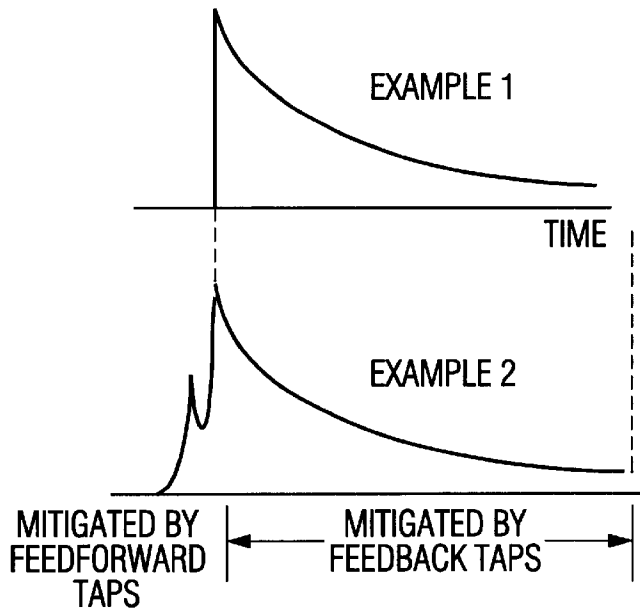 EXAMPLE 1
TIME
EXAMPLE 2
MITIGATED BY
FEEDFORWARD
TAPS
MITIGATED BY
FEEDBACK TAPS